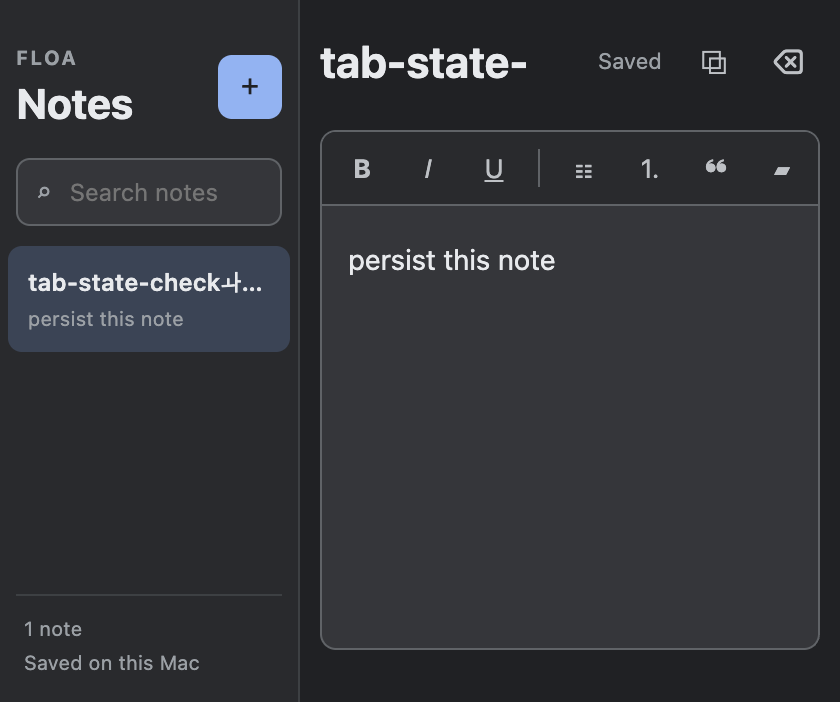 FLOA
Notes
+
Search notes
tab-state-checkㅘ...
persist this note
1 note
Saved on this Mac
tab-state-
Saved
B I U 1. ❝
persist this note